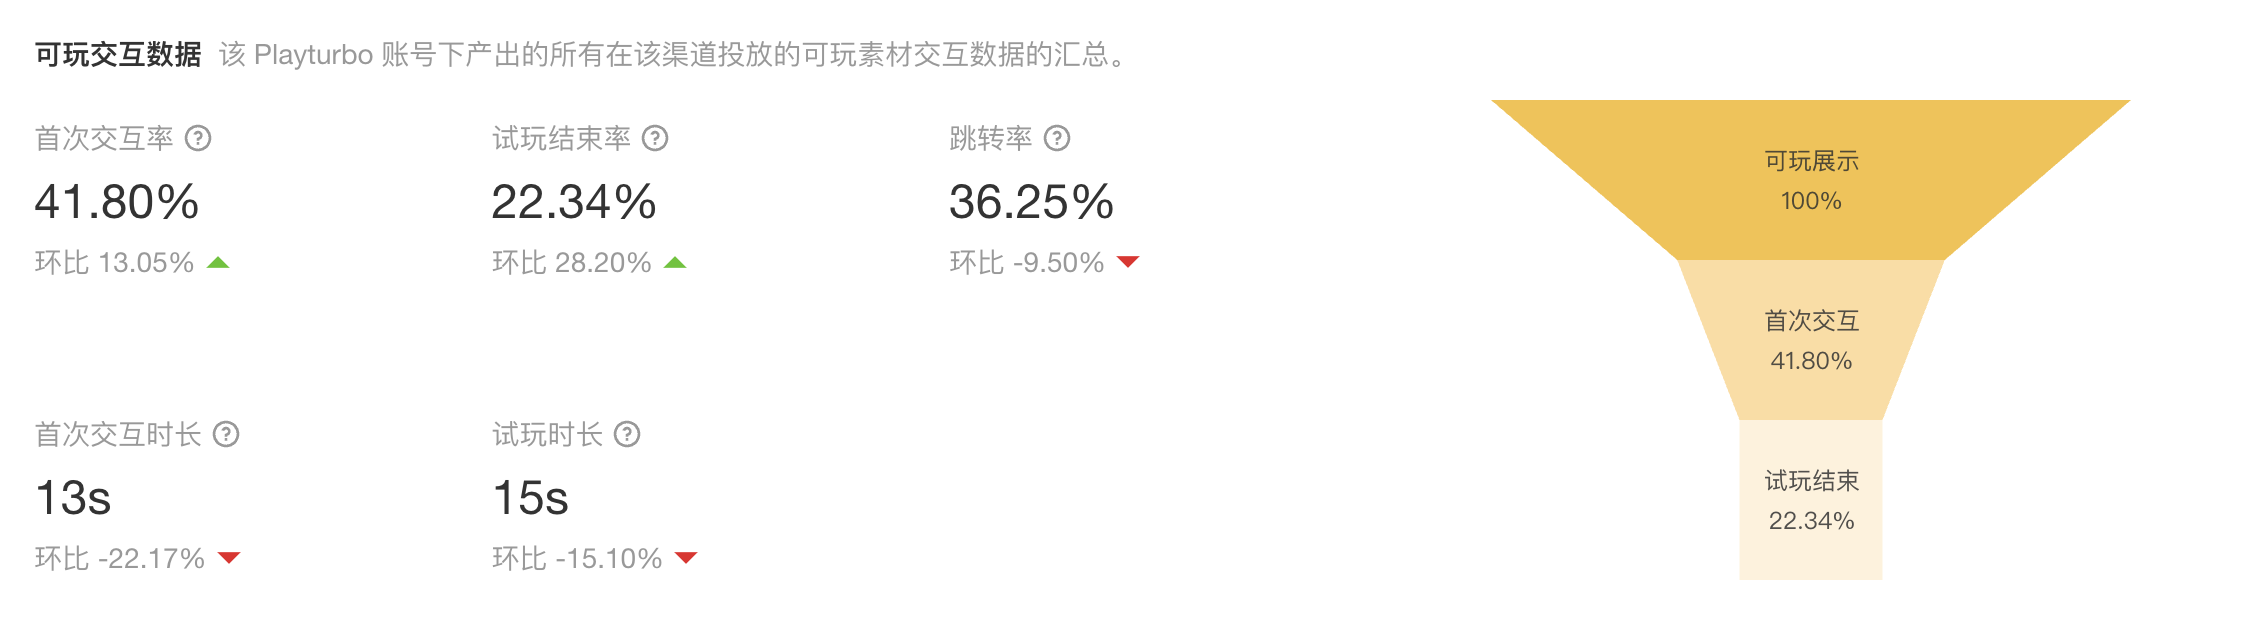 可玩交互数据 该 Playturbo 账号下产出的所有在该渠道投放的可玩素材交互数据的汇总。
首次交互率 试玩结束率 跳转率
41.80% 22.34% 36.25%
环比 13.05% 环比 28.20% 环比 -9.50%
首次交互时长 试玩时长
13s 15s
环比 -22.17% 环比 -15.10%
可玩展示
100%
首次交互
41.80%
试玩结束
22.34%